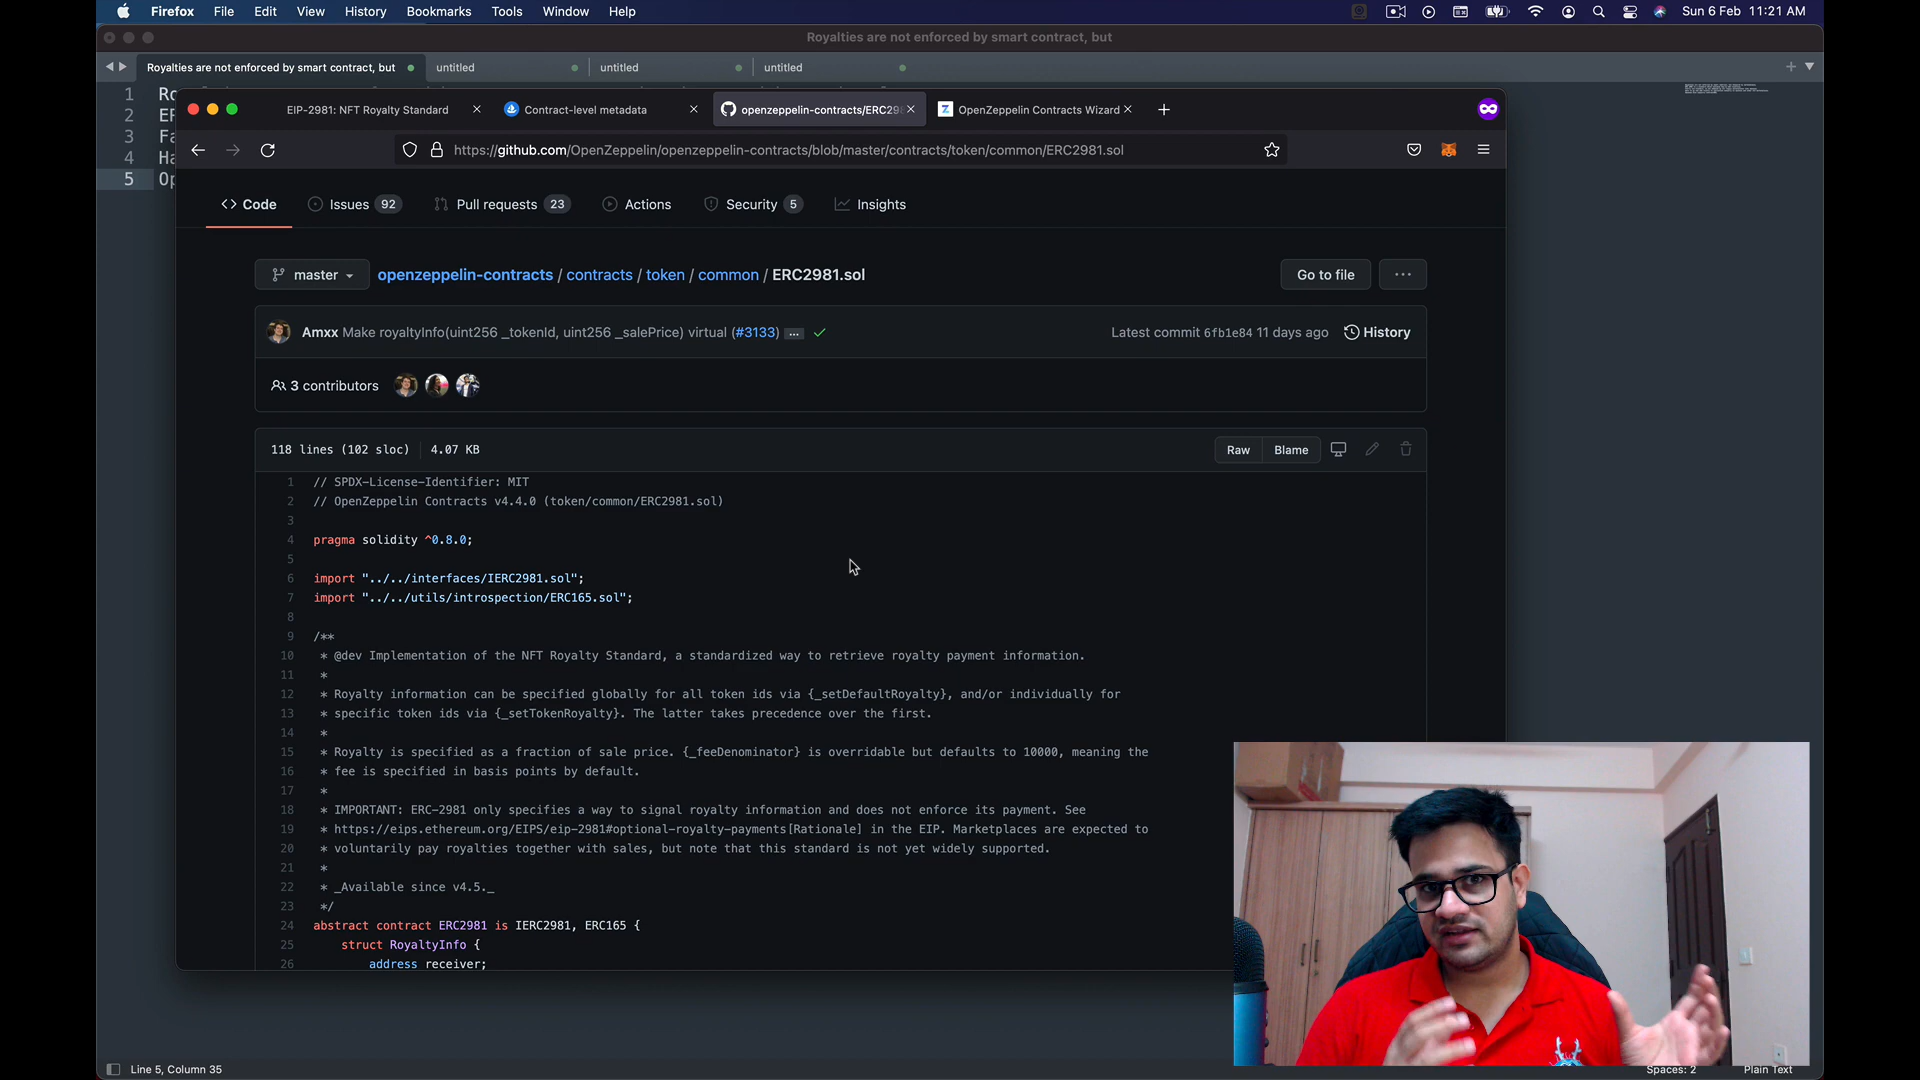 Firefox File Edit View History Bookmarks Tools Window Help Sun 6 Feb 11:21 AM
Royalties are not enforced by smart contract, but
Royalties are not enforced by smart contract, but untitled untitled untitled
1 Ro
2 ER
3 Fa
4 Ha
5 Op
EIP-2981: NFT Royalty Standard Contract-level metadata openzeppelin-contracts/ERC29 OpenZeppelin Contracts Wizard
https://github.com/OpenZeppelin/openzeppelin-contracts/blob/master/contracts/token/common/ERC2981.sol
<> Code Issues 92 Pull requests 23 Actions Security 5 Insights
master openzeppelin-contracts / contracts / token / common / ERC2981.sol Go to file ...
Amxx Make royaltyInfo(uint256 _tokenId, uint256 _salePrice) virtual (#3133) ... Latest commit 6fb1e84 11 days ago History
3 contributors
118 lines (102 sloc) 4.07 KB Raw Blame
1 // SPDX-License-Identifier: MIT
2 // OpenZeppelin Contracts v4.4.0 (token/common/ERC2981.sol)
3
4 pragma solidity ^0.8.0;
5
6 import "../../interfaces/IERC2981.sol";
7 import "../../utils/introspection/ERC165.sol";
8
9 /**
10 * @dev Implementation of the NFT Royalty Standard, a standardized way to retrieve royalty payment information.
11 *
12 * Royalty information can be specified globally for all token ids via {_setDefaultRoyalty}, and/or individually for
13 * specific token ids via {_setTokenRoyalty}. The latter takes precedence over the first.
14 *
15 * Royalty is specified as a fraction of sale price. {_feeDenominator} is overridable but defaults to 10000, meaning the
16 * fee is specified in basis points by default.
17 *
18 * IMPORTANT: ERC-2981 only specifies a way to signal royalty information and does not enforce its payment. See
19 * https://eips.ethereum.org/EIPS/eip-2981#optional-royalty-payments[Rationale] in the EIP. Marketplaces are expected to
20 * voluntarily pay royalties together with sales, but note that this standard is not yet widely supported.
21 *
22 * _Available since v4.5._
23 */
24 abstract contract ERC2981 is IERC2981, ERC165 {
25 struct RoyaltyInfo {
26 address receiver;
Line 5, Column 35 Spaces: 2 Plain Text